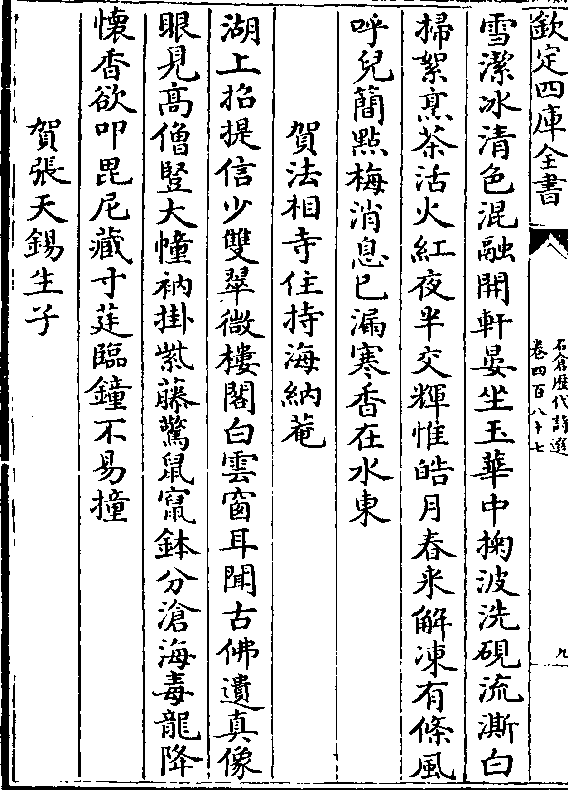 欽定四庫全書
石倉歷代詩選
卷四百八十七
九
雪潔冰清色混融開軒晏坐玉華中掬波洗硯流澌白
掃絮烹茶活火紅夜半交輝惟皓月春來解凍有條風
呼兒簡點梅消息已漏寒香在水東
賀法相寺住持海納菴
湖上招提信少雙翠微樓閣白雲窗耳聞古佛遺真像
眼見高僧豎大幢衲掛紫藤驚鼠竄鉢分滄海毒龍降
懷香欲叩毘尼藏寸莛臨鐘不易撞
賀張天錫生子